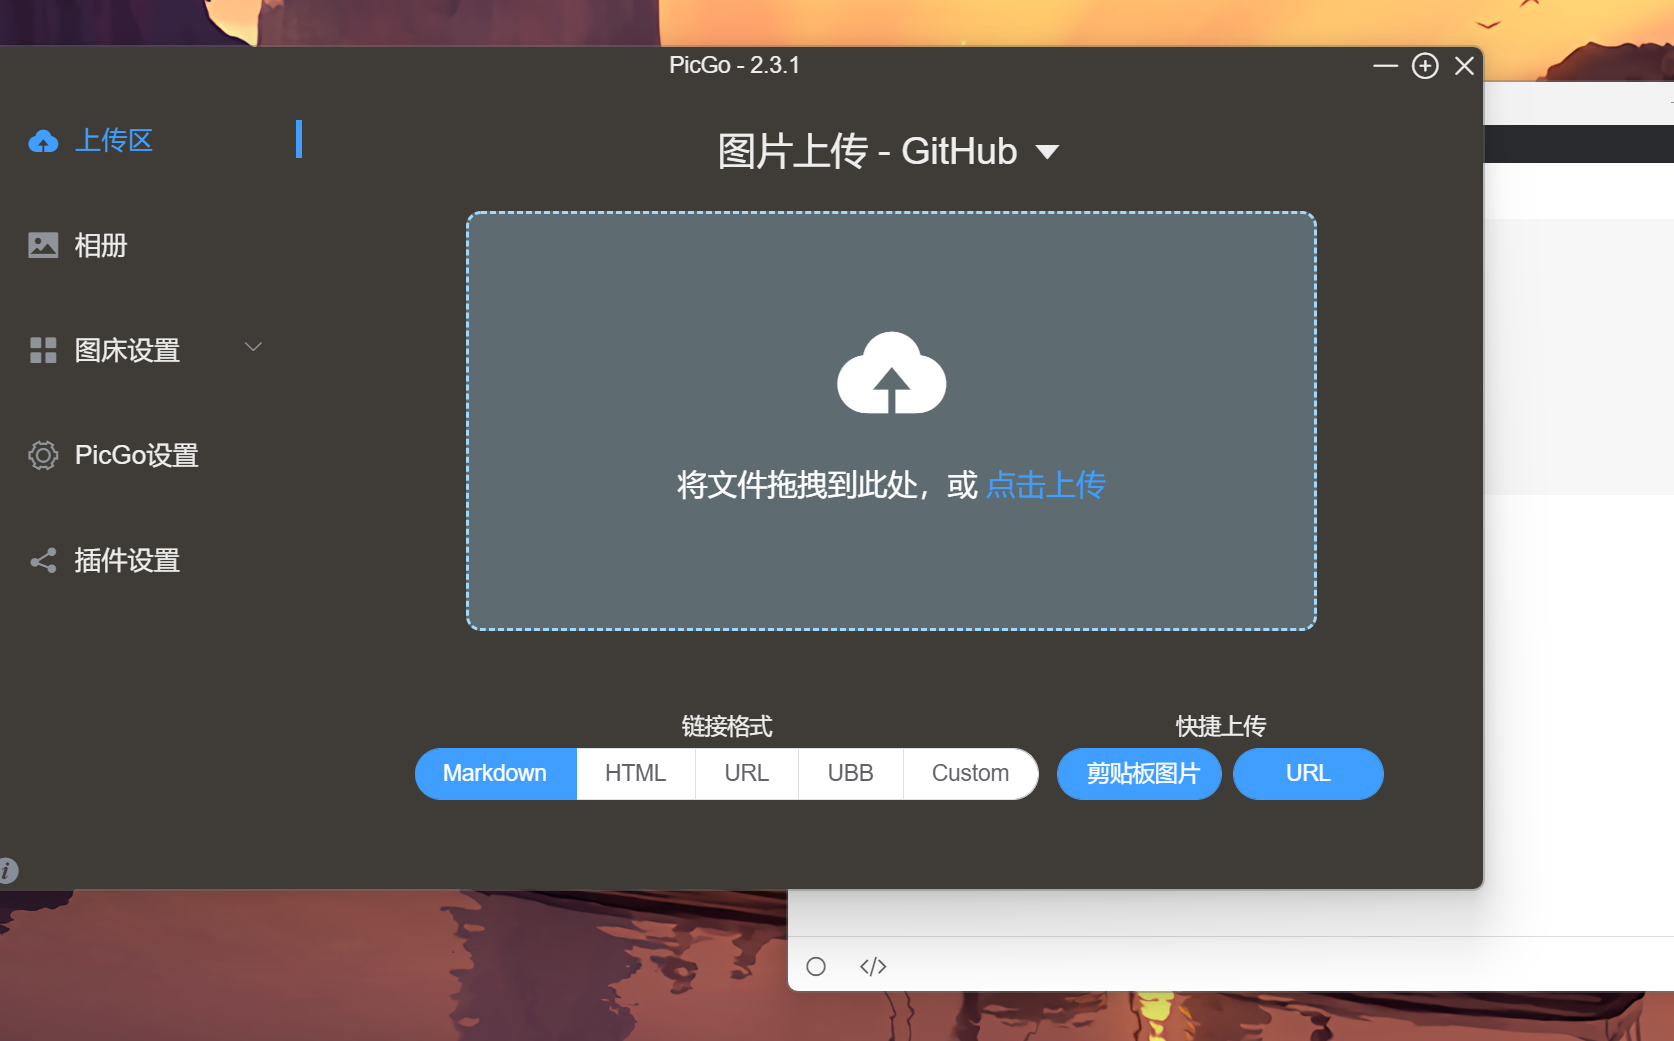 PicGo - 2.3.1
上传区
相册
图床设置
PicGo设置
插件设置
图片上传 - GitHub
将文件拖拽到此处，或 点击上传
链接格式
Markdown HTML URL UBB Custom
快捷上传
剪贴板图片 URL